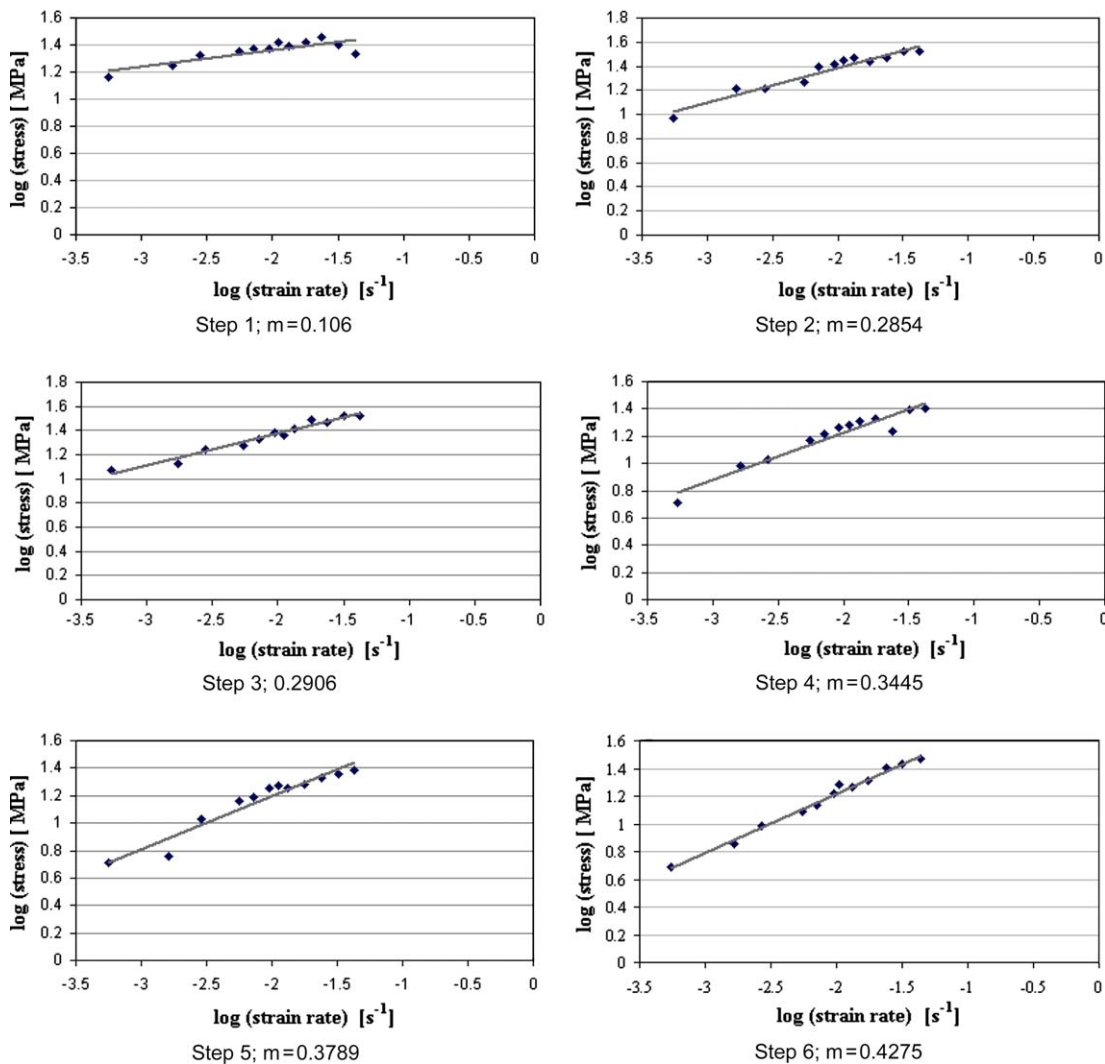 1.6
1.4
1.2
1
0.8
0.6
0.4
0.2
0
log (stress) [ MPa]
-3.5 -3 -2.5 -2 -1.5 -1 -0.5 0
log (strain rate) [s⁻¹]
Step 1; m=0.106
1.8
1.6
1.4
1.2
1
0.8
0.6
0.4
0.2
0
log (stress) [ MPa]
-3.5 -3 -2.5 -2 -1.5 -1 -0.5 0
log (strain rate) [s⁻¹]
Step 2; m=0.2854
1.8
1.6
1.4
1.2
1
0.8
0.6
0.4
0.2
0
log (stress) [ MPa]
-3.5 -3 -2.5 -2 -1.5 -1 -0.5 0
log (strain rate) [s⁻¹]
Step 3; 0.2906
1.6
1.4
1.2
1
0.8
0.6
0.4
0.2
0
log (stress) [ MPa]
-3.5 -3 -2.5 -2 -1.5 -1 -0.5 0
log (strain rate) [s⁻¹]
Step 4; m=0.3445
1.6
1.4
1.2
1
0.8
0.6
0.4
0.2
0
log (stress) [ MPa]
-3.5 -3 -2.5 -2 -1.5 -1 -0.5 0
log (strain rate) [s⁻¹]
Step 5; m=0.3789
1.6
1.4
1.2
1
0.8
0.6
0.4
0.2
0
log (stress) [ MPa]
-3.5 -3 -2.5 -2 -1.5 -1 -0.5 0
log (strain rate) [s⁻¹]
Step 6; m=0.4275